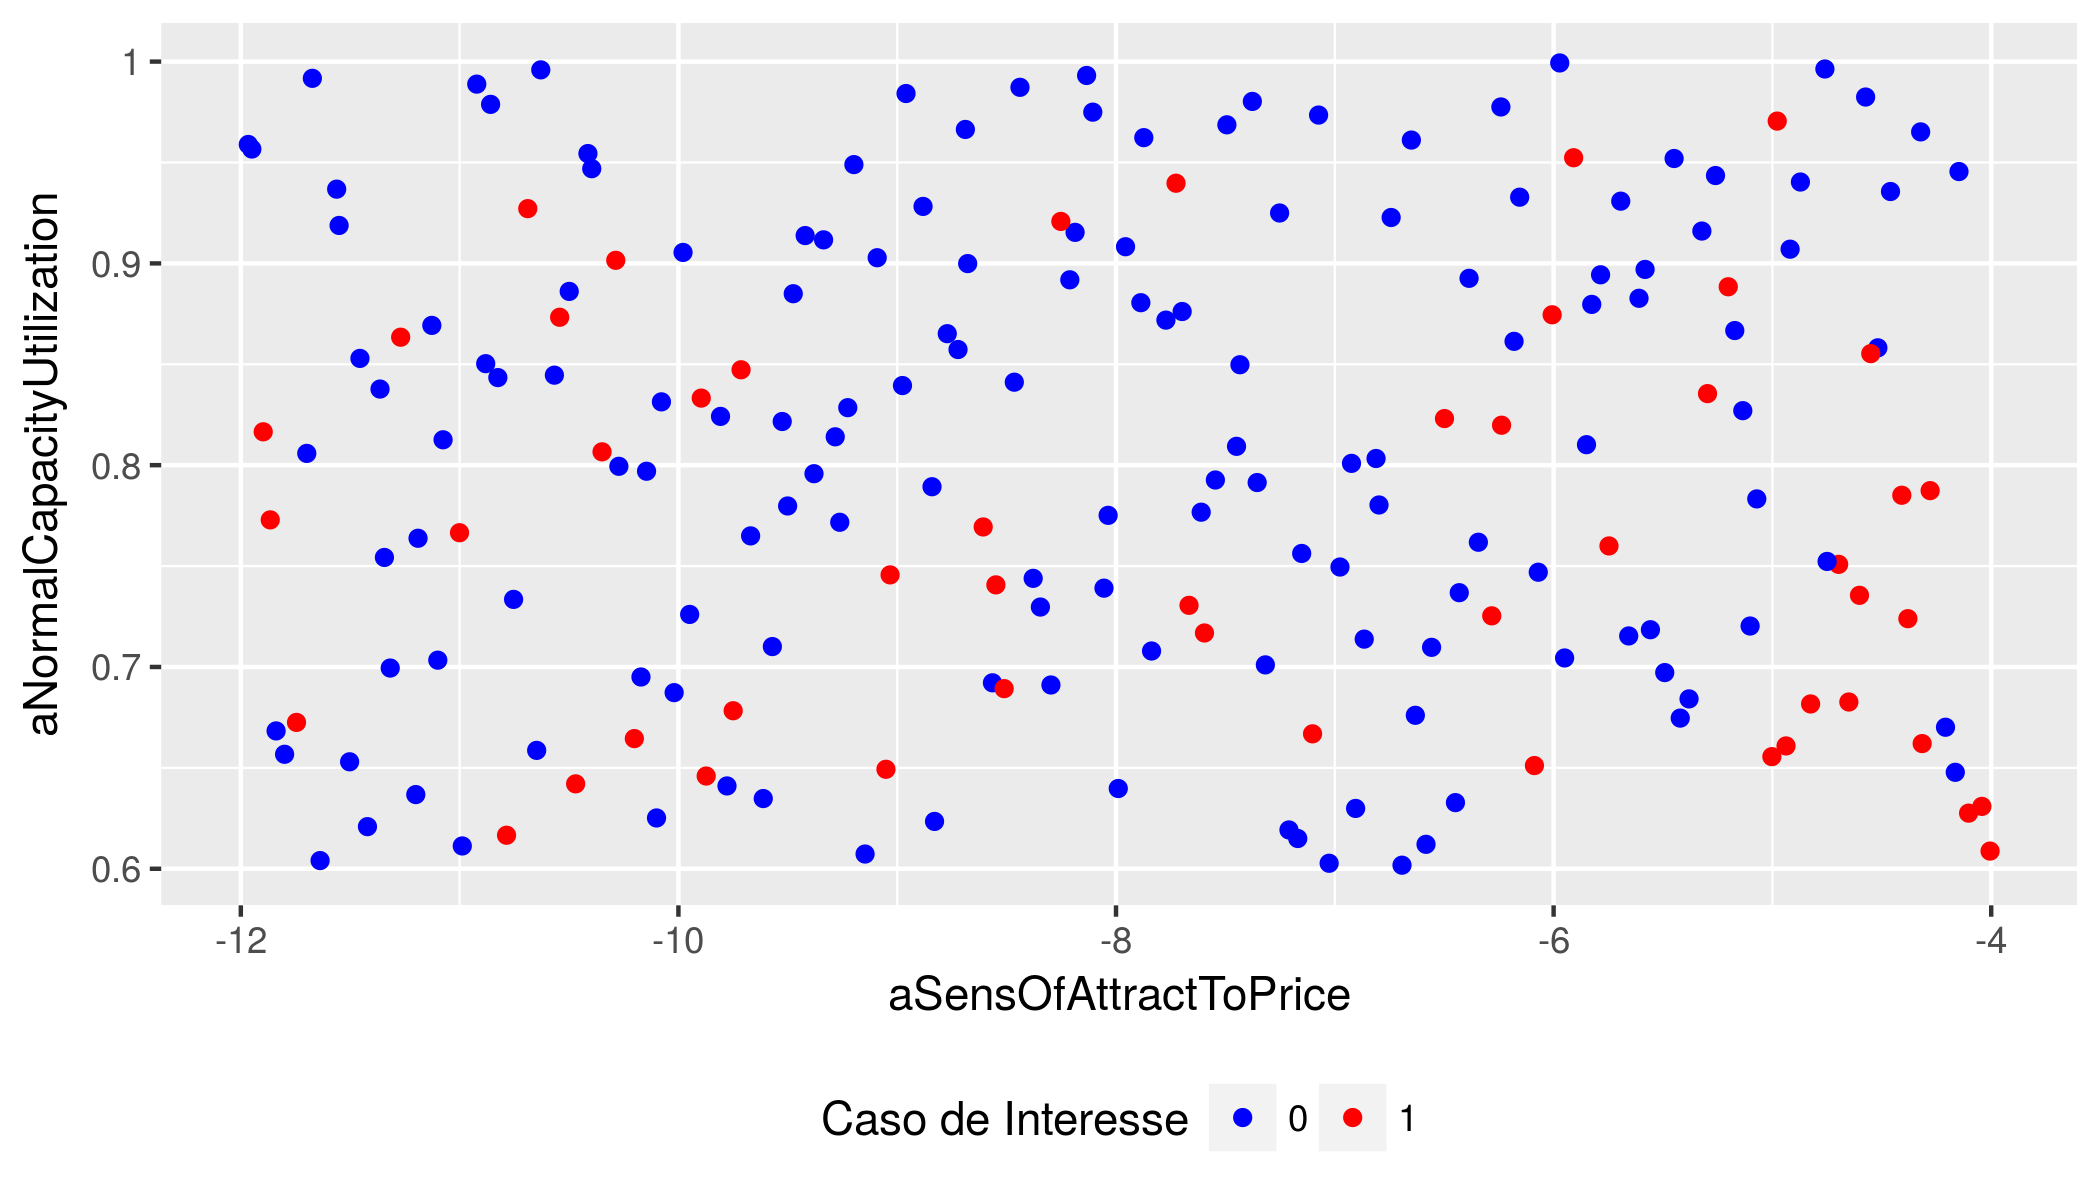 aNormalCapacityUtilization
1
0.9
0.8
0.7
0.6
-12 -10 -8 -6 -4
aSensOfAttractToPrice
Caso de Interesse 0 1